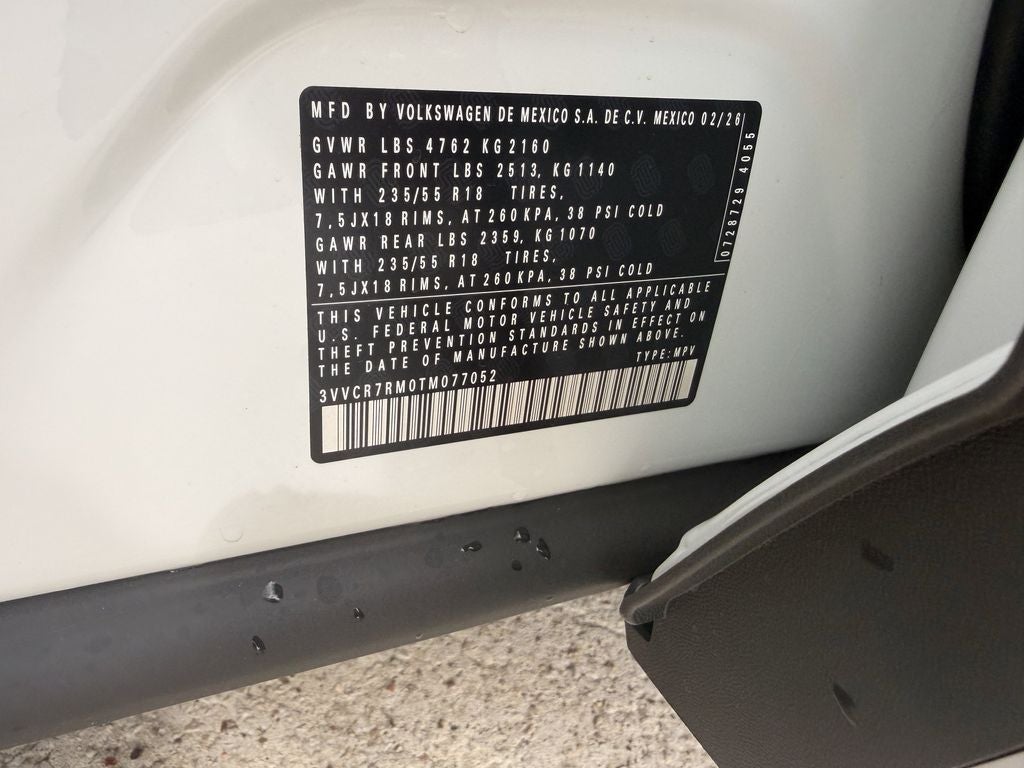 MFD BY VOLKSWAGEN DE MEXICO S.A. DE C.V. MEXICO 02/26
GVWR LBS 4762 KG 2160
GAWR FRONT LBS 2513, KG 1140
WITH 235/55 R18 TIRES,
7,5JX18 RIMS, AT 260 KPA, 38 PSI COLD
GAWR REAR LBS 2359, KG 1070
WITH 235/55 R18 TIRES,
7,5JX18 RIMS, AT 260 KPA, 38 PSI COLD
0728729 4055
THIS VEHICLE CONFORMS TO ALL APPLICABLE
U.S. FEDERAL MOTOR VEHICLE SAFETY AND
THEFT PREVENTION STANDARDS IN EFFECT ON
THE DATE OF MANUFACTURE SHOWN ABOVE.
TYPE: MPV
3VVCR7RM0TM077052